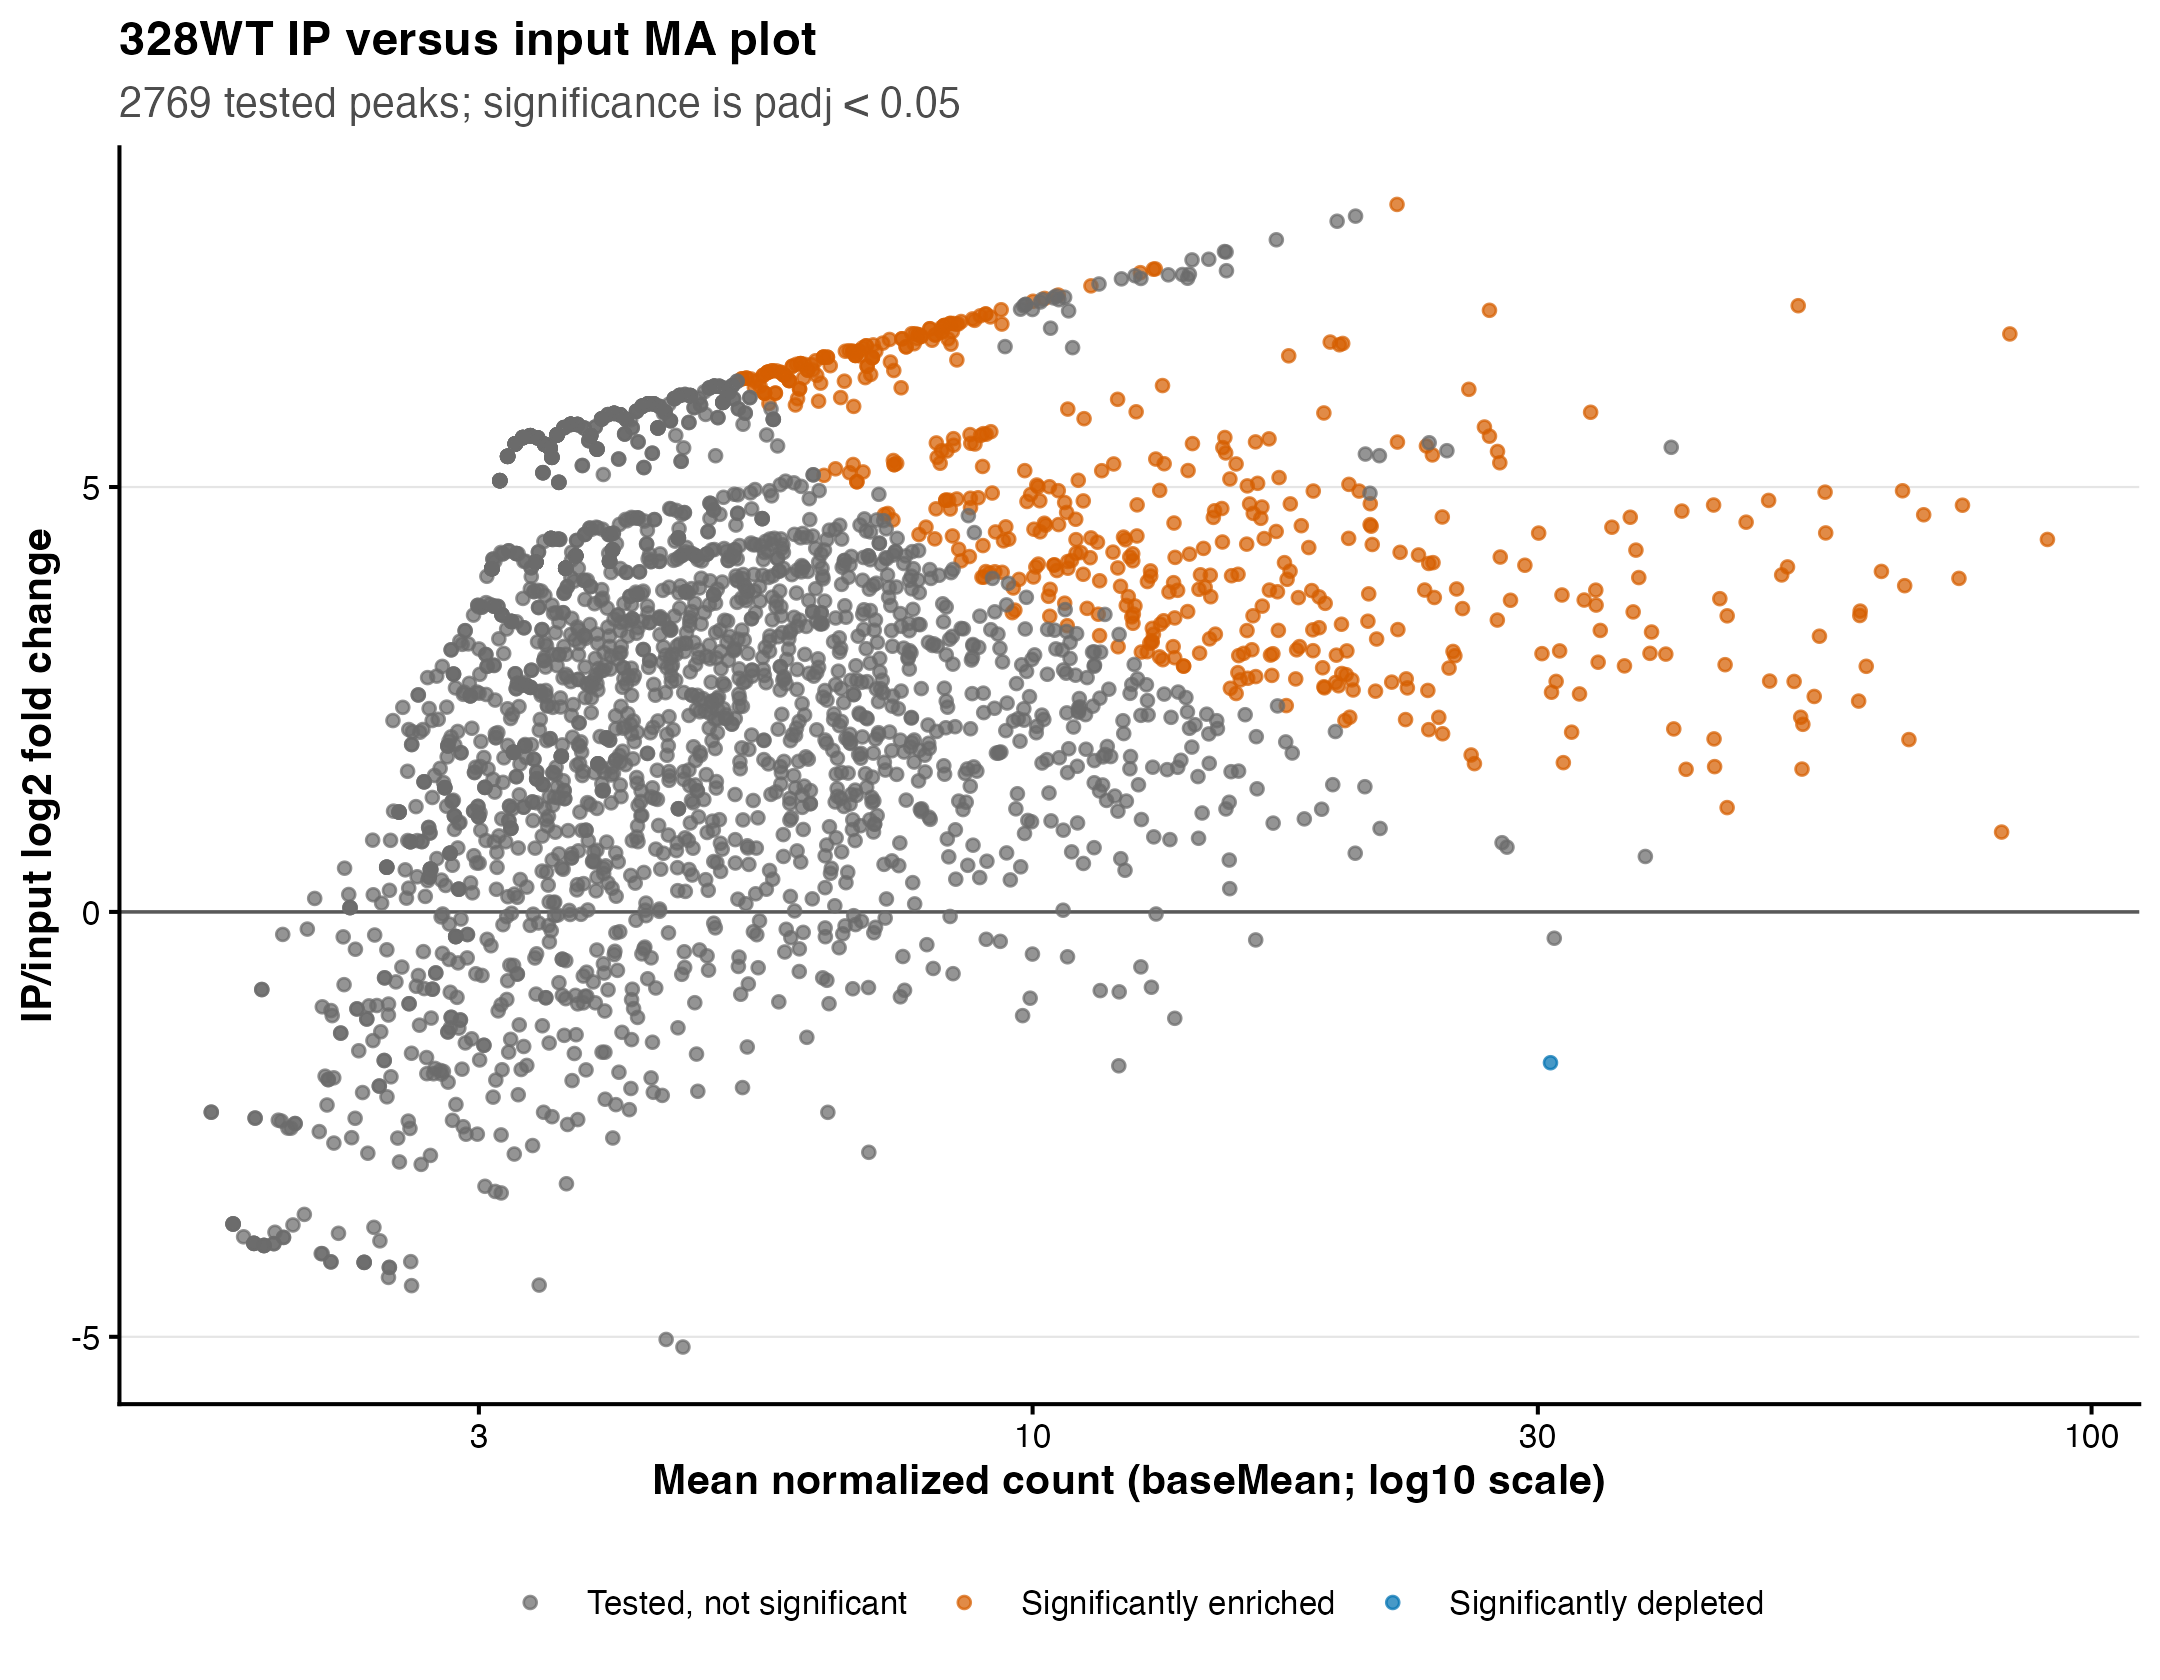 328WT IP versus input MA plot
2769 tested peaks; significance is padj < 0.05
IP/input log2 fold change
5
0
-5
3
10
30
100
Mean normalized count (baseMean; log10 scale)
Tested, not significant
Significantly enriched
Significantly depleted